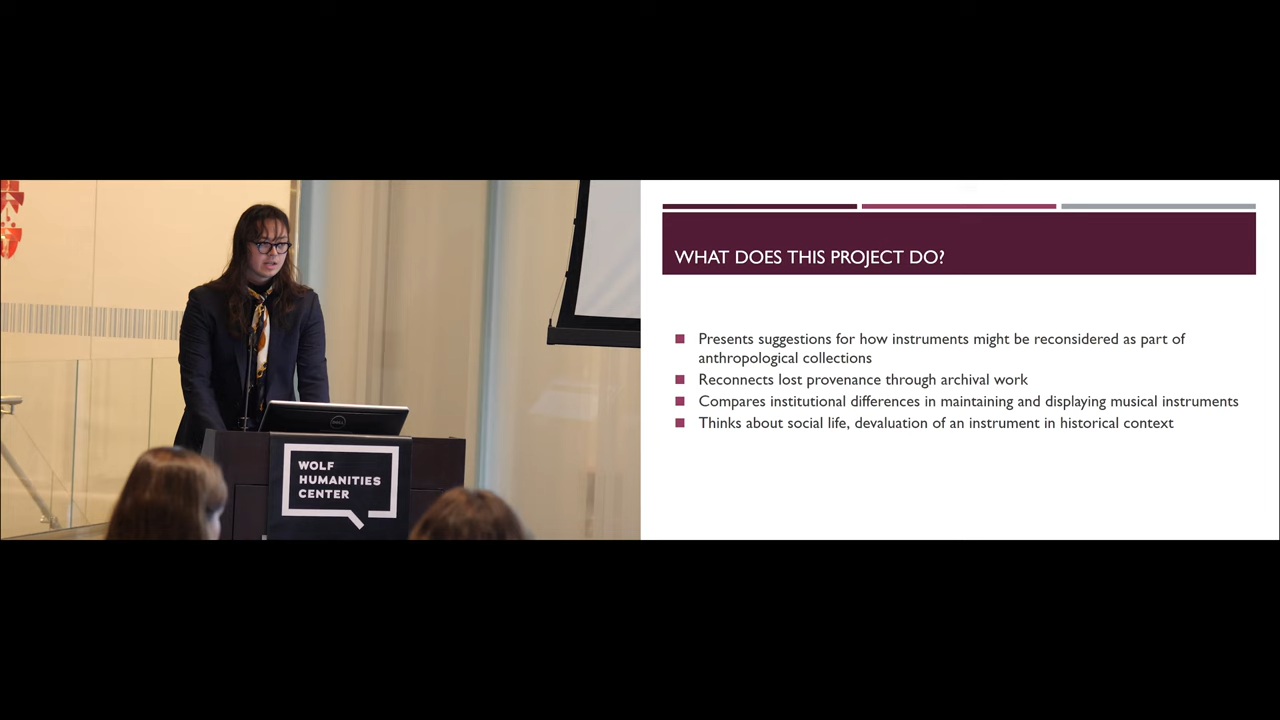 WOLF
HUMANITIES
CENTER
WHAT DOES THIS PROJECT DO?
Presents suggestions for how instruments might be reconsidered as part of
anthropological collections
Reconnects lost provenance through archival work
Compares institutional differences in maintaining and displaying musical instruments
Thinks about social life, devaluation of an instrument in historical context